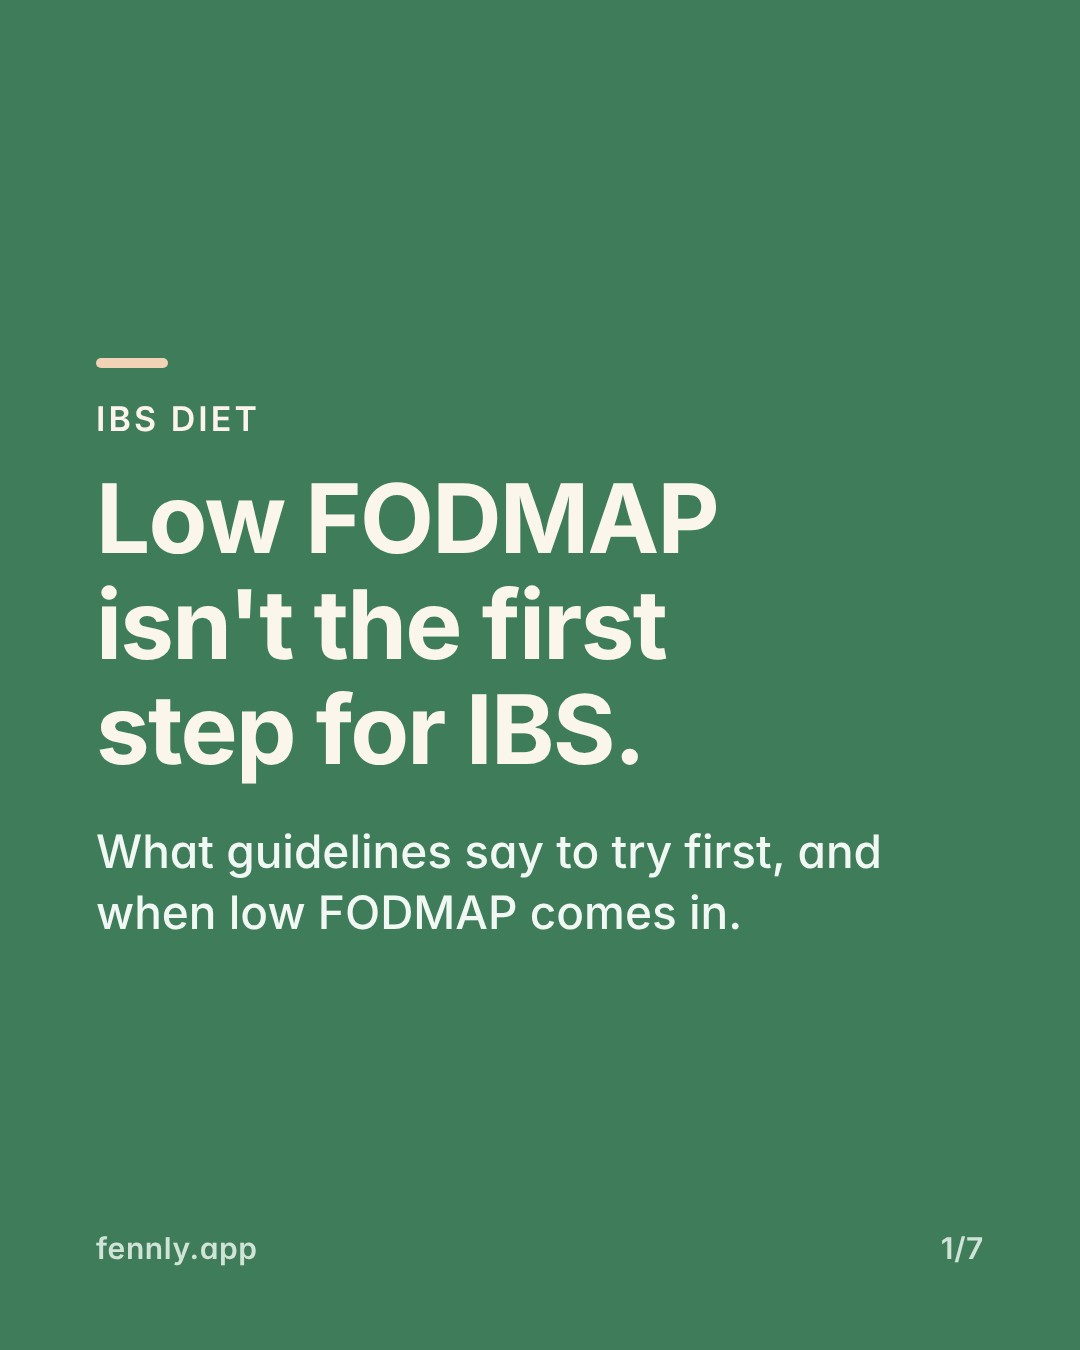 IBS DIET
Low FODMAP
isn't the first
step for IBS.
What guidelines say to try first, and
when low FODMAP comes in.
fennly.app
1/7